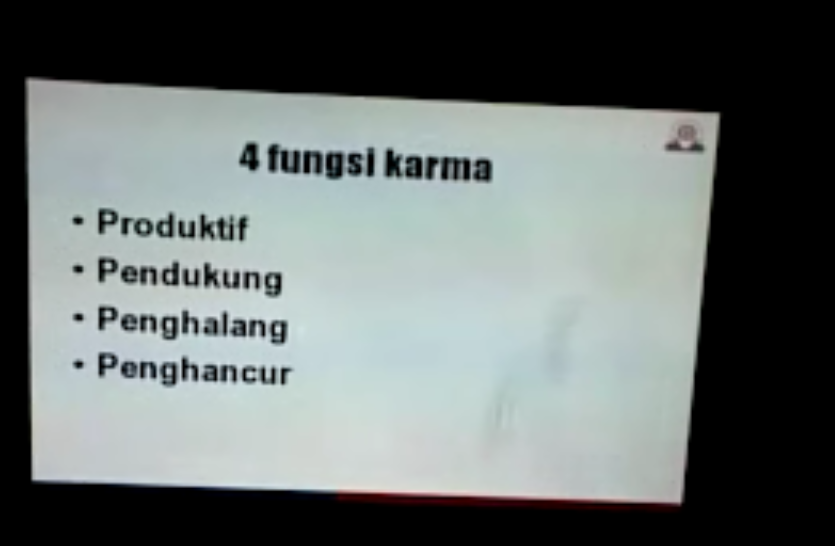 4 fungsi karma
• Produktif
• Pendukung
• Penghalang
• Penghancur